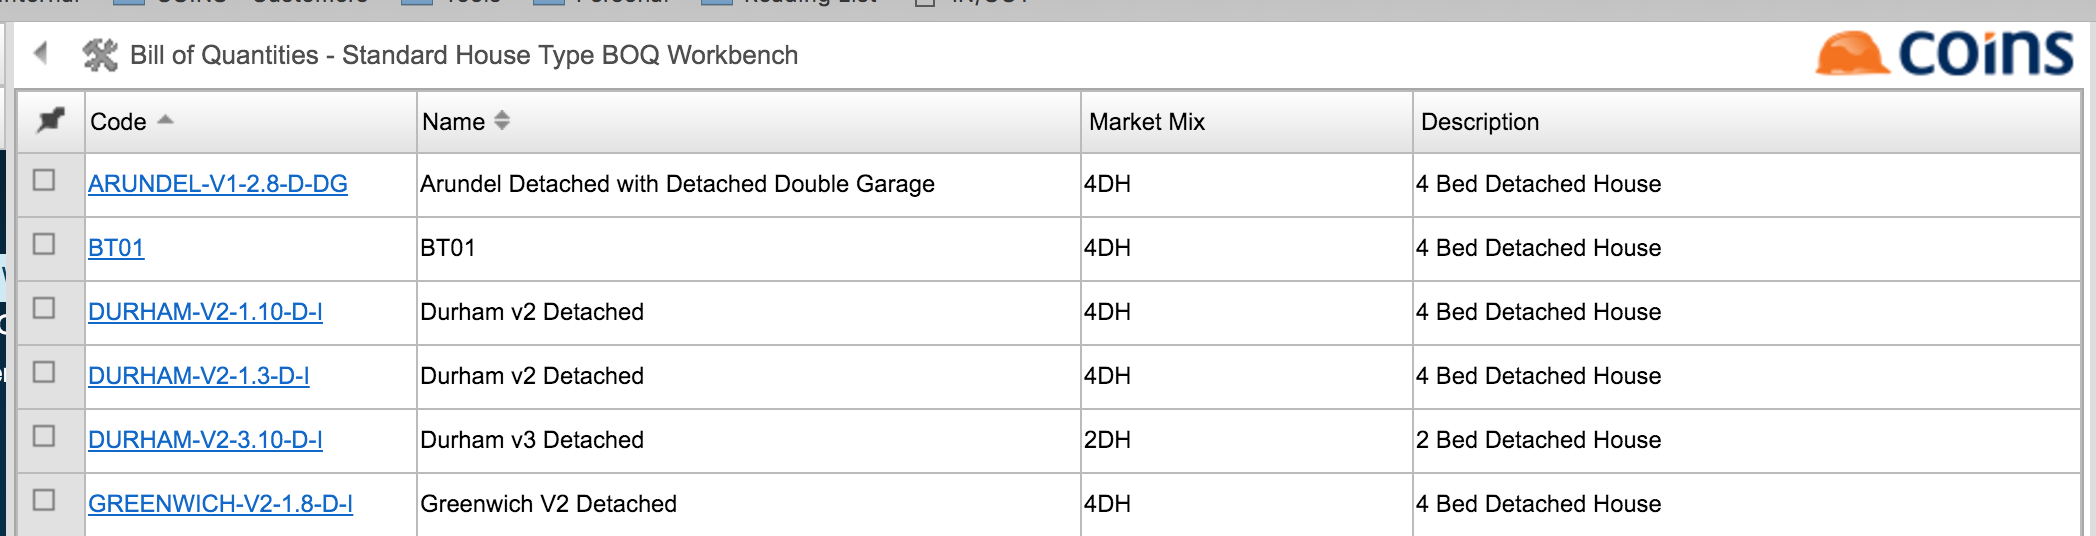 Bill of Quantities - Standard House Type BOQ Workbench
coins
Code Name Market Mix Description
ARUNDEL-V1-2.8-D-DG Arundel Detached with Detached Double Garage 4DH 4 Bed Detached House
BT01 BT01 4DH 4 Bed Detached House
DURHAM-V2-1.10-D-I Durham v2 Detached 4DH 4 Bed Detached House
DURHAM-V2-1.3-D-I Durham v2 Detached 4DH 4 Bed Detached House
DURHAM-V2-3.10-D-I Durham v3 Detached 2DH 2 Bed Detached House
GREENWICH-V2-1.8-D-I Greenwich V2 Detached 4DH 4 Bed Detached House